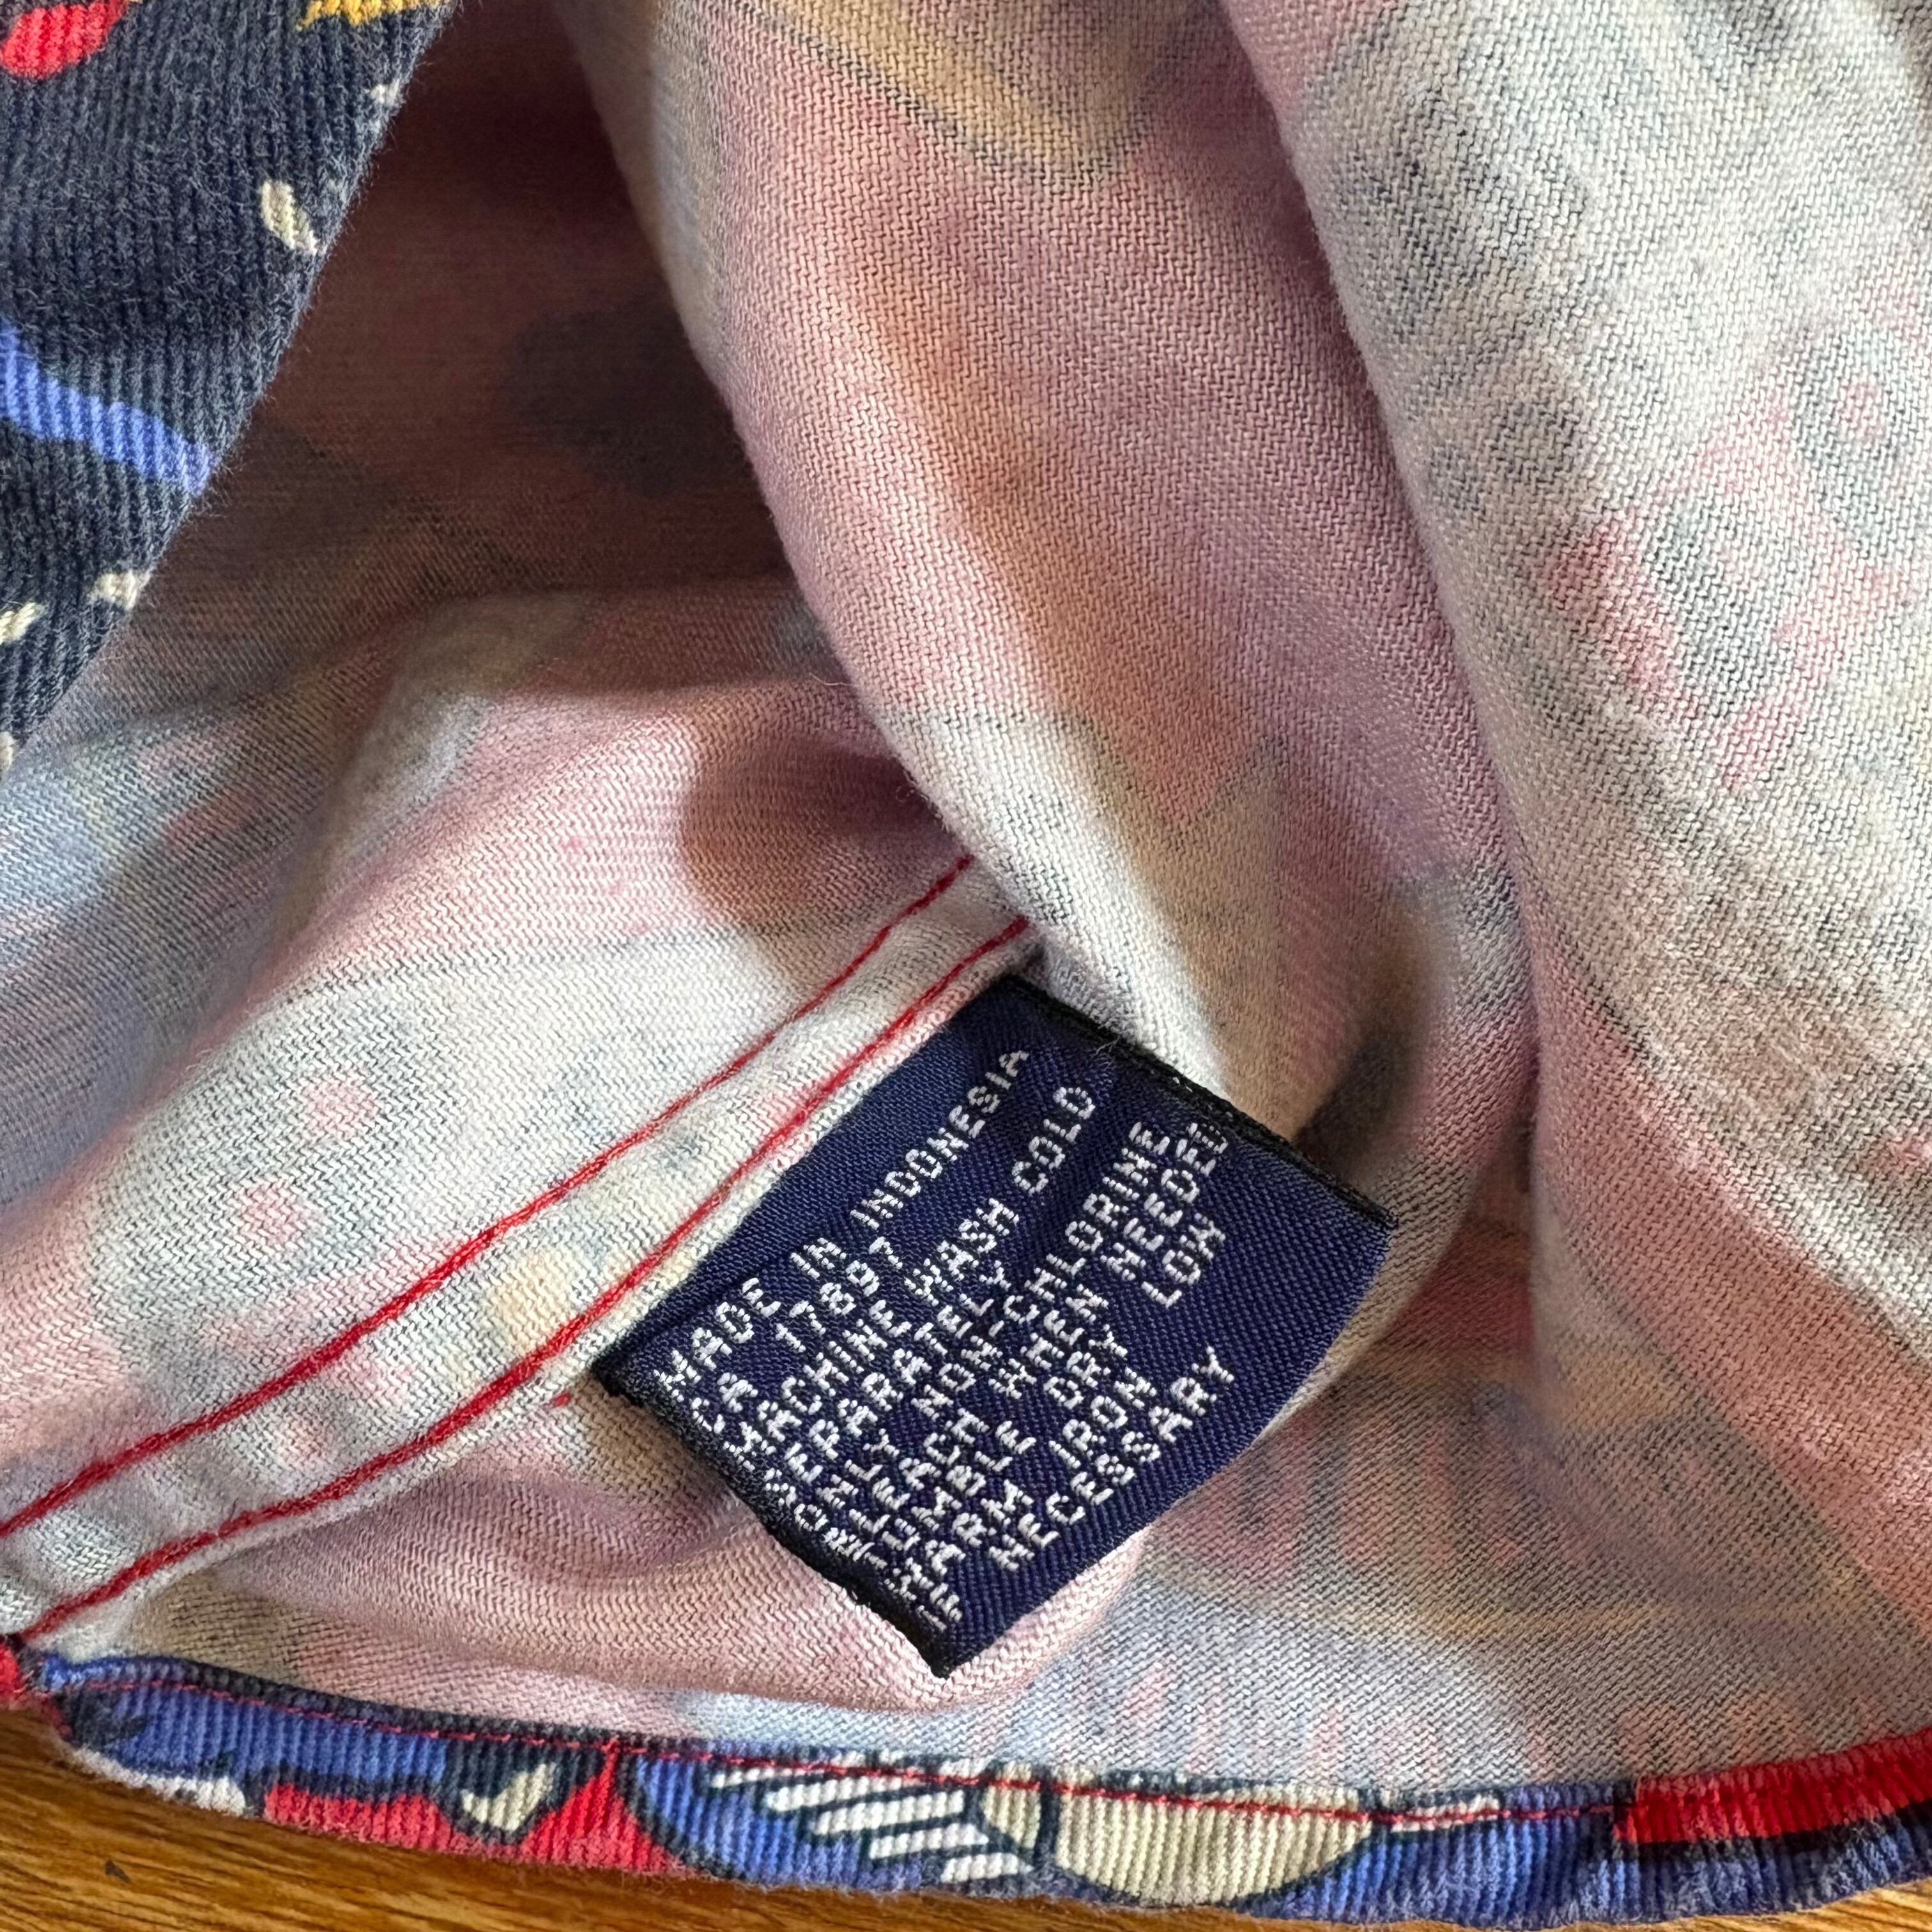 MADE IN INDONESIA
CA 17897
MACHINE WASH COLD
SEPARATELY
ONLY NON-CHLORINE
BLEACH WHEN NEEDED
TUMBLE DRY LOW
WARM IRON
IF NECESSARY